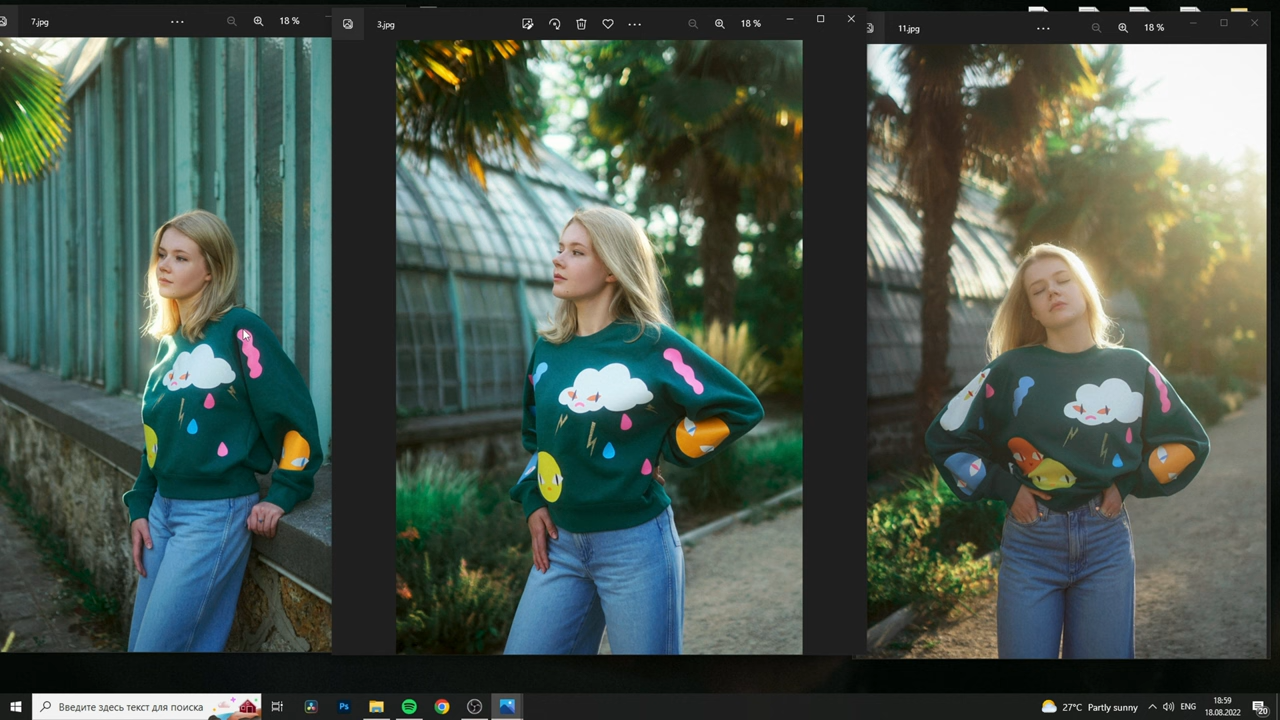 7.jpg
18 %
3.jpg
18 %
11.jpg
18 %
Введите здесь текст для поиска
Ps
27°C Partly sunny
ENG
18:59
18.08.2022
20